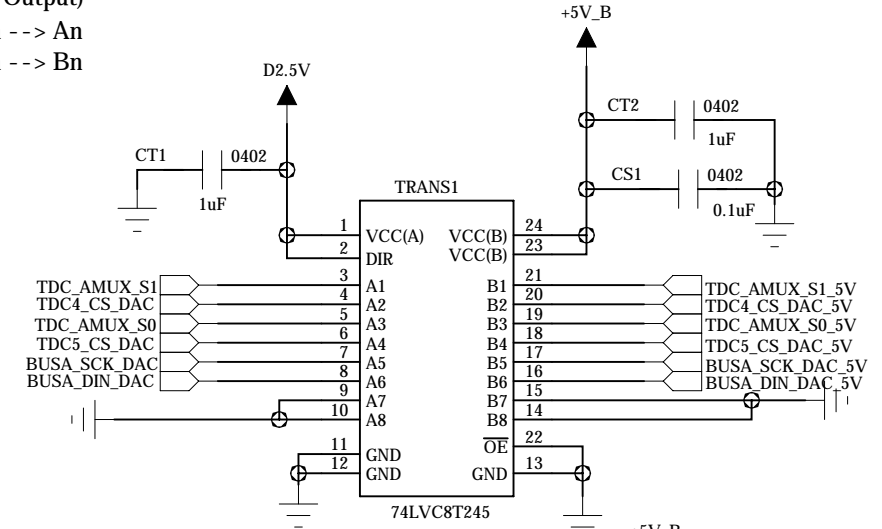 Output)
--> An
--> Bn
+5V_B
D2.5V
CT2 0402
1uF
CT1 0402
1uF
CS1 0402
0.1uF
TRANS1
1 VCC(A) VCC(B) 24
2 DIR VCC(B) 23
TDC_AMUX_S1 3 A1 B1 21 TDC_AMUX_S1_5V
TDC4_CS_DAC 4 A2 B2 20 TDC4_CS_DAC_5V
TDC_AMUX_S0 5 A3 B3 19 TDC_AMUX_S0_5V
TDC5_CS_DAC 6 A4 B4 18 TDC5_CS_DAC_5V
BUSA_SCK_DAC 7 A5 B5 17 BUSA_SCK_DAC_5V
BUSA_DIN_DAC 8 A6 B6 16 BUSA_DIN_DAC_5V
9 A7 B7 15
10 A8 B8 14
11 GND OE 22
12 GND GND 13
74LVC8T245
+5V_B